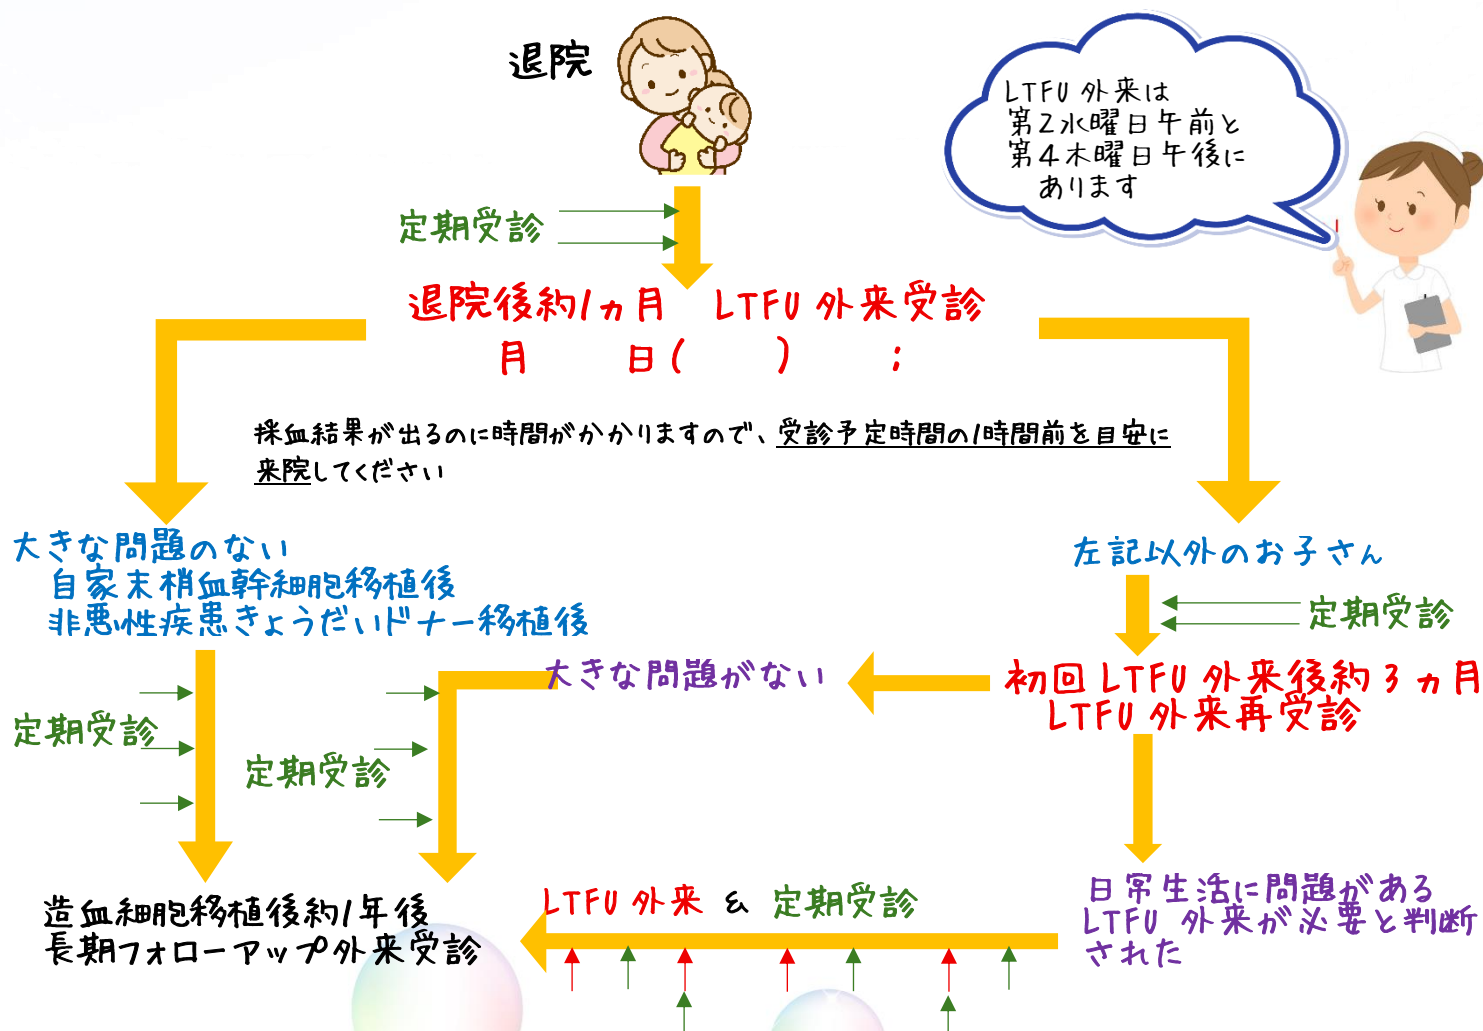 退院
LTFU 外来は
第2水曜日午前と
第4木曜日午後に
あります
定期受診
退院後約1ヵ月 LTFU 外来受診
月 日( ) ;
採血結果が出るのに時間がかかりますので、受診予定時間の1時間前を目安に
来院してください
大きな問題のない
自家末梢血幹細胞移植後
非悪性疾患きょうだいドナー移植後
左記以外のお子さん
定期受診
大きな問題がない
初回 LTFU 外来後約 3 ヵ月
LTFU 外来再受診
定期受診
定期受診
日常生活に問題がある
LTFU 外来が必要と判断
された
LTFU 外来 & 定期受診
造血細胞移植後約1年後
長期フォローアップ外来受診